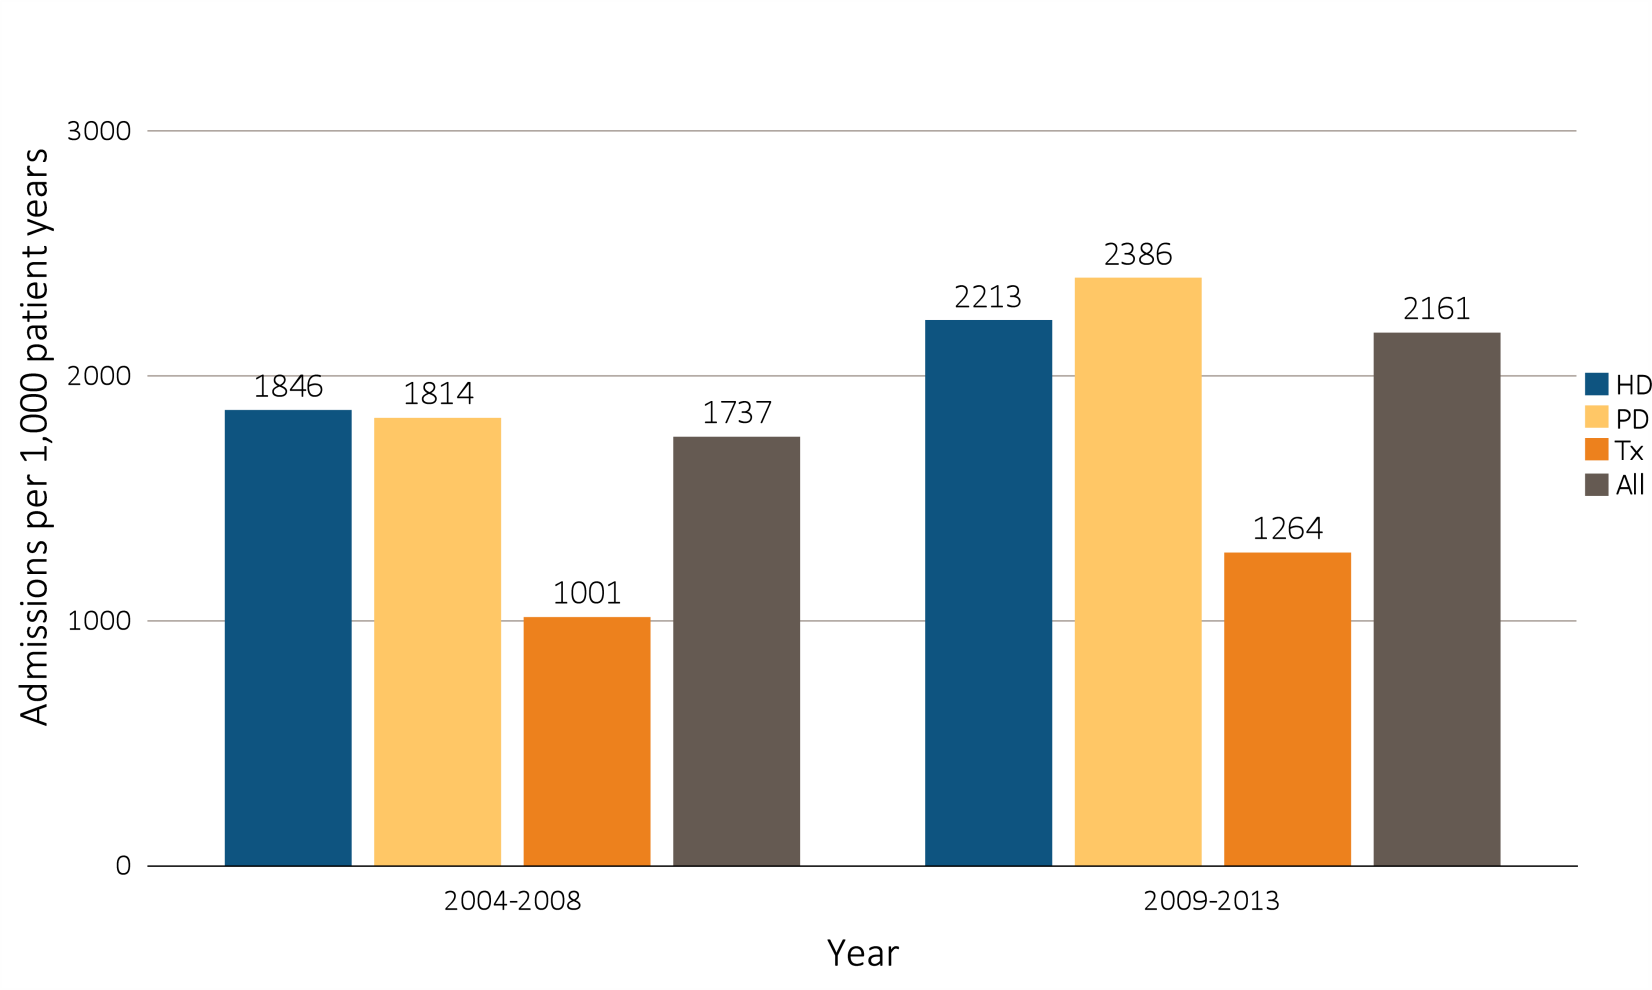 Admissions per 1,000 patient years
3000
2000
1000
0
1846
1814
1001
1737
2213
2386
1264
2161
2004-2008
2009-2013
Year
HD
PD
Tx
All